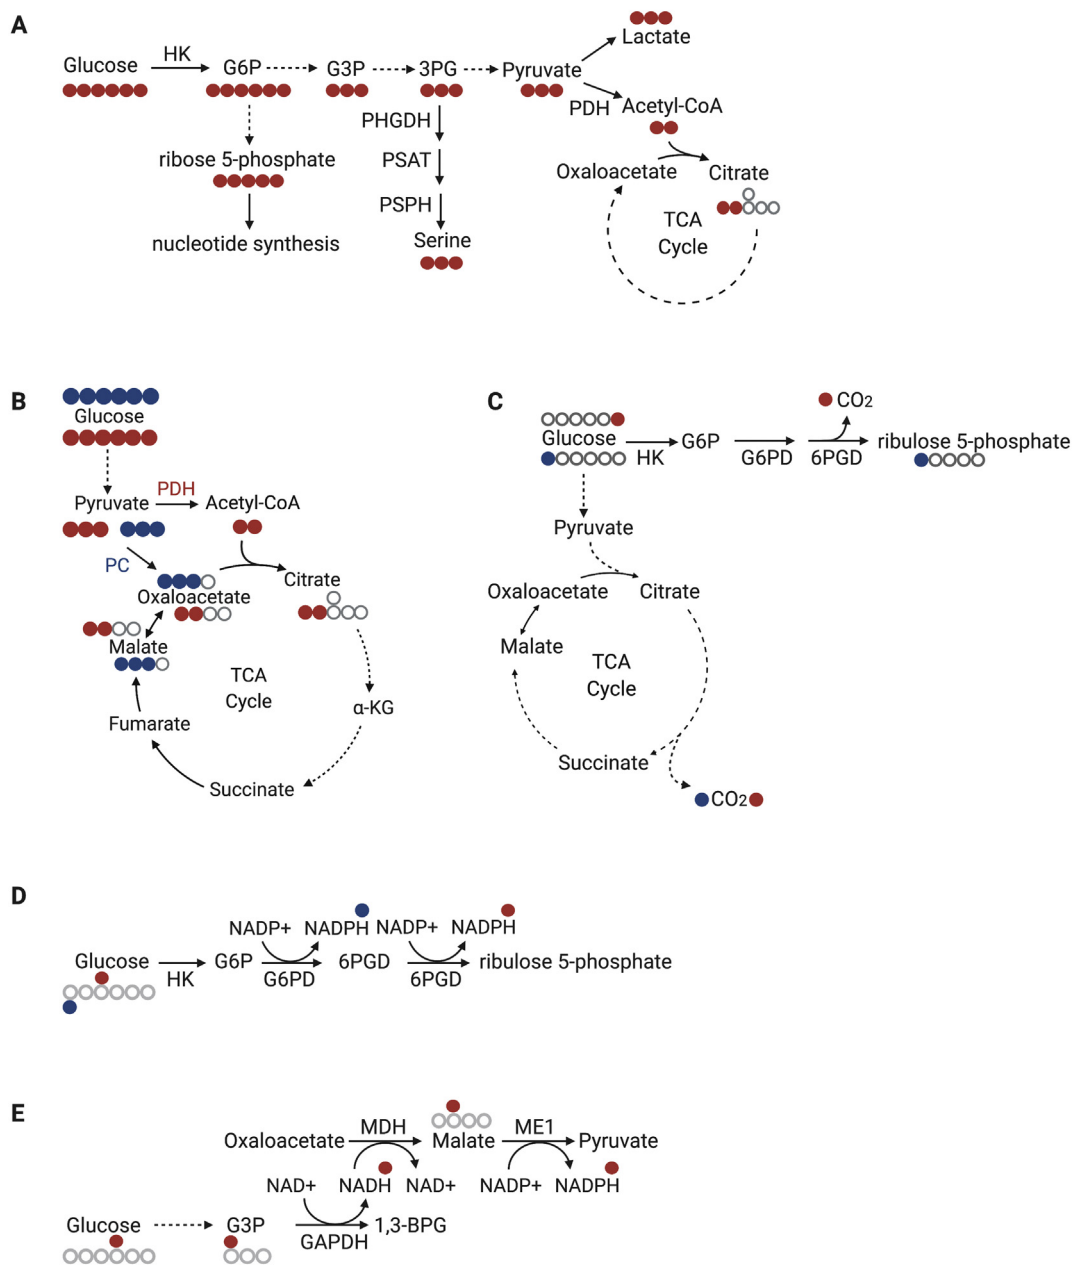 A
Glucose
HK
G6P
G3P
3PG
Pyruvate
Lactate
PDH
Acetyl-CoA
PHGDH
PSAT
PSPH
Serine
ribose 5-phosphate
nucleotide synthesis
Oxaloacetate
Citrate
TCA
Cycle
B
Glucose
Pyruvate
PDH
Acetyl-CoA
PC
Oxaloacetate
Citrate
Malate
TCA
Cycle
Fumarate
α-KG
Succinate
C
Glucose
HK
G6P
G6PD
6PGD
CO2
ribulose 5-phosphate
Pyruvate
Oxaloacetate
Citrate
Malate
TCA
Cycle
Succinate
CO2
D
NADP+
NADPH
NADP+
NADPH
Glucose
HK
G6P
G6PD
6PGD
6PGD
ribulose 5-phosphate
E
Oxaloacetate
MDH
Malate
ME1
Pyruvate
NAD+
NADH
NAD+
NADP+
NADPH
Glucose
G3P
GAPDH
1,3-BPG